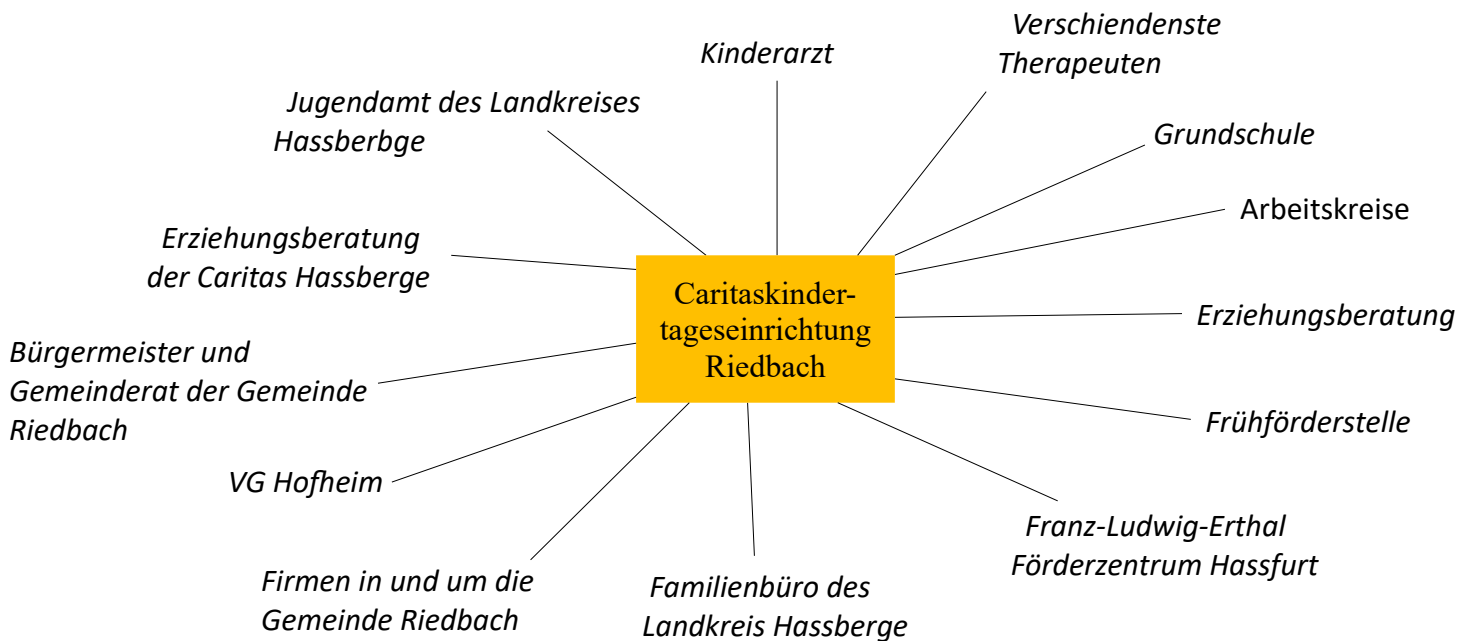 Verschiendenste
Therapeuten
Kinderarzt
Jugendamt des Landkreises
Hassberbge
Grundschule
Arbeitskreise
Erziehungsberatung
der Caritas Hassberge
Caritaskinder-
tageseinrichtung
Riedbach
Erziehungsberatung
Bürgermeister und
Gemeinderat der Gemeinde
Riedbach
Frühförderstelle
VG Hofheim
Franz-Ludwig-Erthal
Förderzentrum Hassfurt
Firmen in und um die
Gemeinde Riedbach
Familienbüro des
Landkreis Hassberge